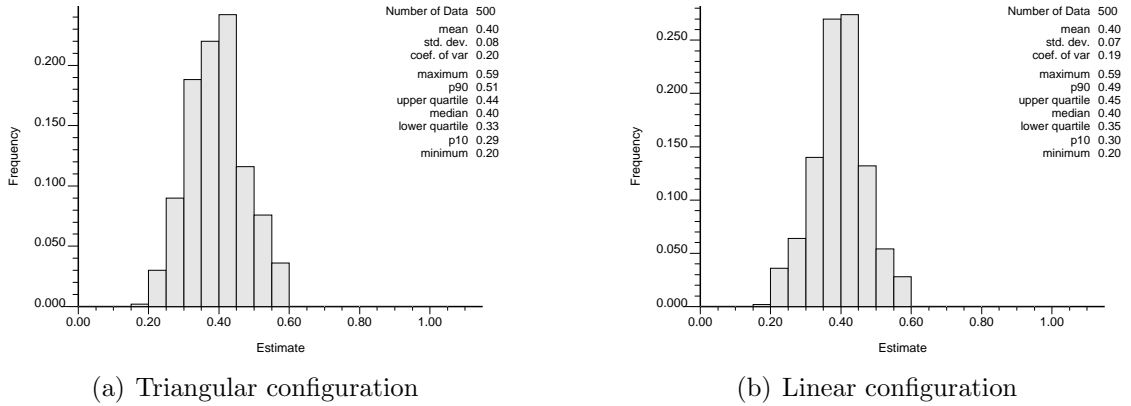 Number of Data 500
mean 0.40
std. dev. 0.08
coef. of var 0.20
maximum 0.59
p90 0.51
upper quartile 0.44
median 0.40
lower quartile 0.33
p10 0.29
minimum 0.20
Frequency
0.200
0.150
0.100
0.050
0.000
0.00 0.20 0.40 0.60 0.80 1.00
Estimate
(a) Triangular configuration
Number of Data 500
mean 0.40
std. dev. 0.07
coef. of var 0.19
maximum 0.59
p90 0.49
upper quartile 0.45
median 0.40
lower quartile 0.35
p10 0.30
minimum 0.20
Frequency
0.250
0.200
0.150
0.100
0.050
0.000
0.00 0.20 0.40 0.60 0.80 1.00
Estimate
(b) Linear configuration